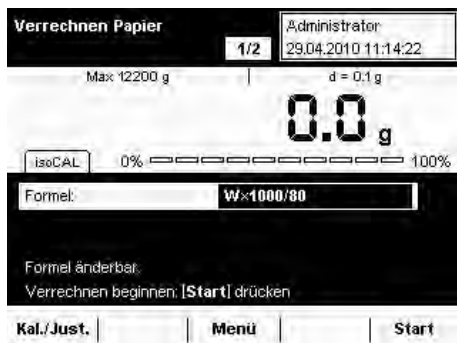 Verrechnen Papier
1/2
Administrator
29.04.2010 11:14:22
Max 12200 g
d = 0.1 g
0.0 g
isoCAL 0% 100%
Formel: W×1000/80
Formel änderbar.
Verrechnen beginnen: [Start] drücken
Kal./Just. Menü Start